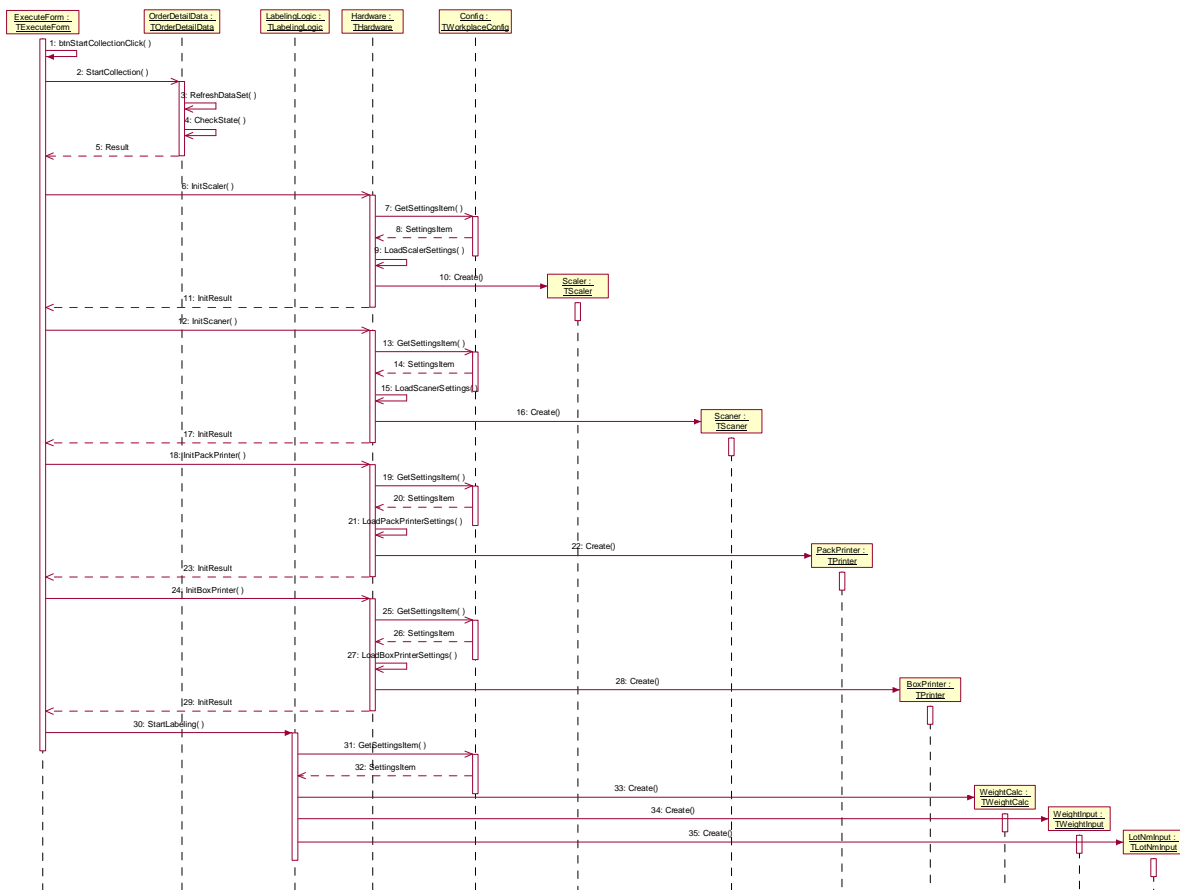 ExecuteForm :
TExecuteForm
OrderDetailData :
TOrderDetailData
LabelingLogic :
TLabelingLogic
Hardware :
THardware
Config :
TWorkplaceConfig
1: btnStartCollectionClick( )
2: StartCollection( )
3: RefreshDataSet( )
4: CheckState( )
5: Result
6: InitScaler( )
7: GetSettingsItem( )
8: SettingsItem
9: LoadScalerSettings( )
10: Create()
Scaler :
TScaler
11: InitResult
12: InitScaner( )
13: GetSettingsItem( )
14: SettingsItem
15: LoadScanerSettings( )
16: Create()
Scaner :
TScaner
17: InitResult
18: InitPackPrinter( )
19: GetSettingsItem( )
20: SettingsItem
21: LoadPackPrinterSettings( )
22: Create()
PackPrinter :
TPrinter
23: InitResult
24: InitBoxPrinter( )
25: GetSettingsItem( )
26: SettingsItem
27: LoadBoxPrinterSettings( )
28: Create()
BoxPrinter :
TPrinter
29: InitResult
30: StartLabeling( )
31: GetSettingsItem( )
32: SettingsItem
33: Create()
WeightCalc :
TWeightCalc
34: Create()
WeightInput :
TWeightInput
35: Create()
LotNmInput :
TLotNmInput